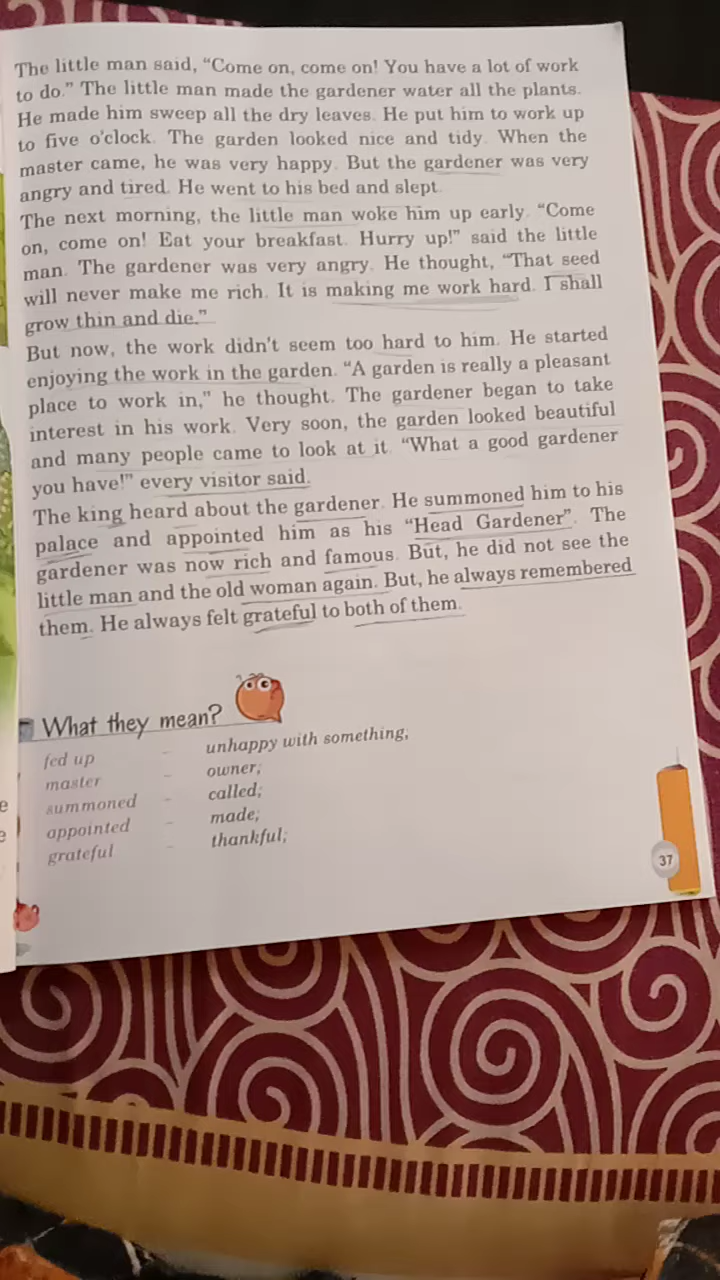 The little man said, “Come on, come on! You have a lot of work
to do.” The little man made the gardener water all the plants.
He made him sweep all the dry leaves. He put him to work up
to five o'clock. The garden looked nice and tidy. When the
master came, he was very happy. But the gardener was very
angry and tired. He went to his bed and slept.
The next morning, the little man woke him up early. “Come
on, come on! Eat your breakfast. Hurry up!” said the little
man. The gardener was very angry. He thought, “That seed
will never make me rich. It is making me work hard. I shall
grow thin and die.”
But now, the work didn't seem too hard to him. He started
enjoying the work in the garden. “A garden is really a pleasant
place to work in,” he thought. The gardener began to take
interest in his work. Very soon, the garden looked beautiful
and many people came to look at it. “What a good gardener
you have!” every visitor said.
The king heard about the gardener. He summoned him to his
palace and appointed him as his “Head Gardener”. The
gardener was now rich and famous. But, he did not see the
little man and the old woman again. But, he always remembered
them. He always felt grateful to both of them.
What they mean?
fed up - unhappy with something;
master - owner;
summoned - called;
appointed - made;
grateful - thankful;
37